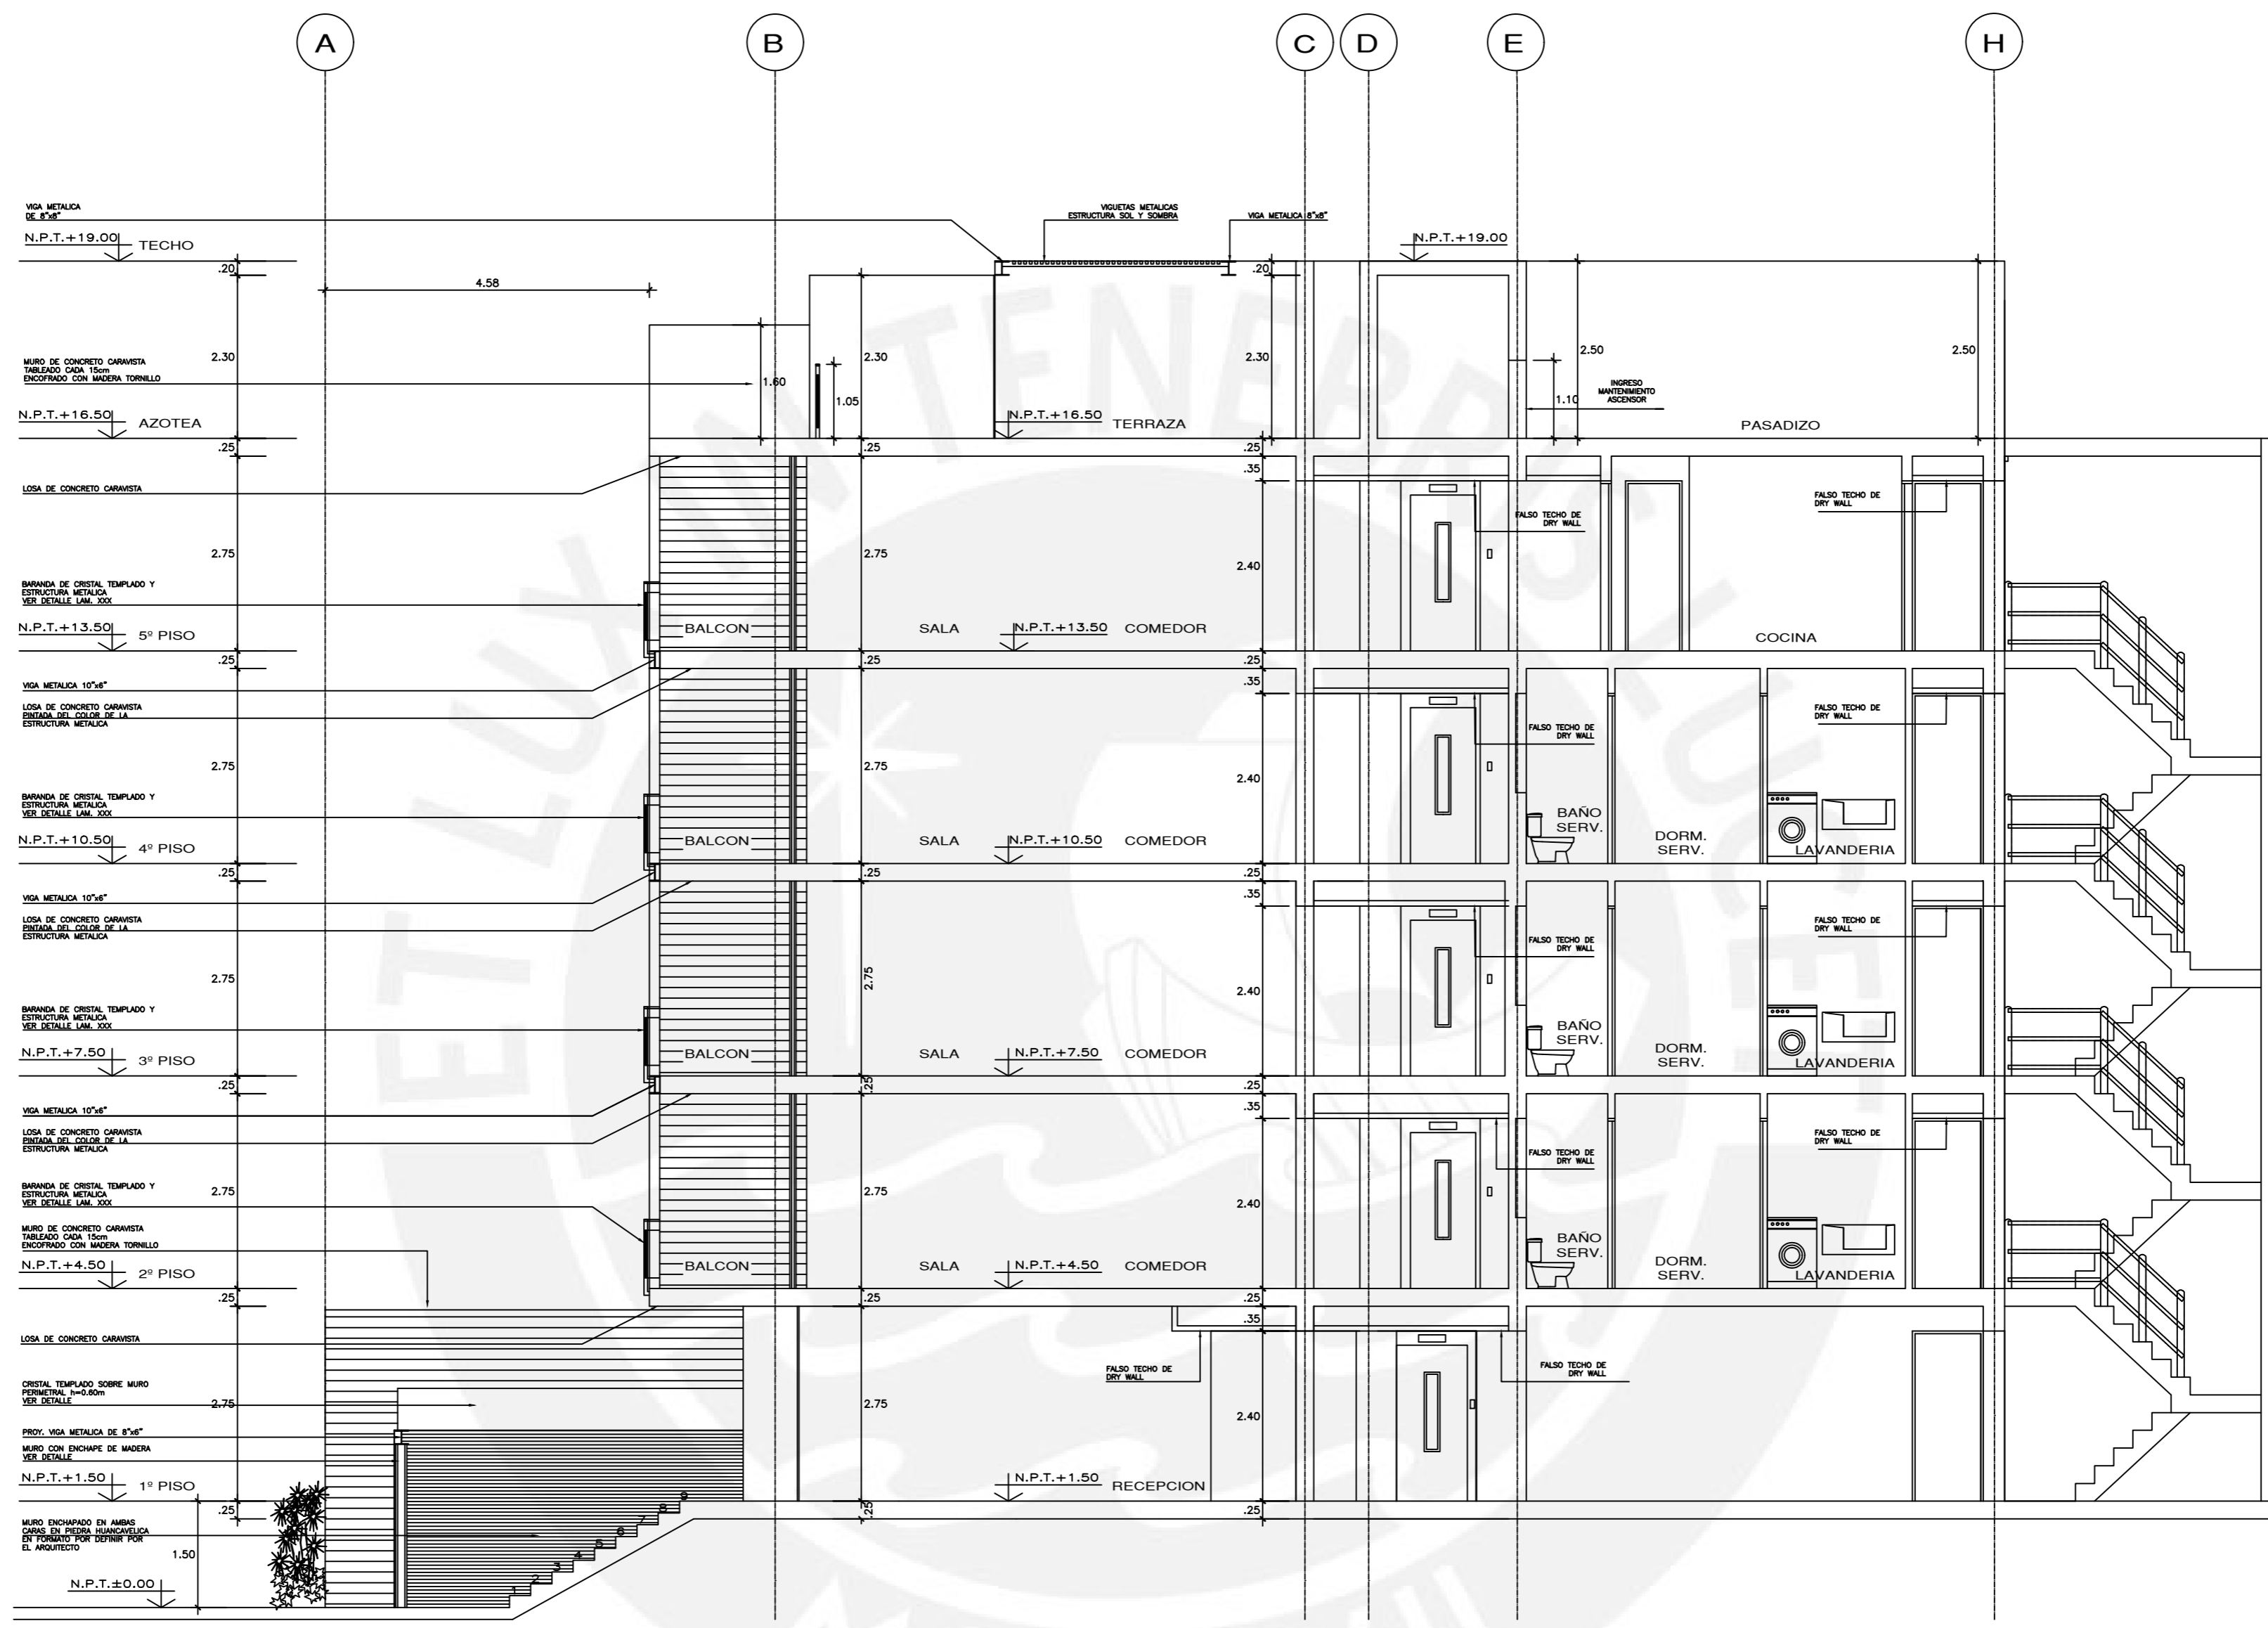 A
B
C
D
E
H
VIGA METALICA
DE 8"x8"
VIGUETAS METALICAS
ESTRUCTURA SOL Y SOMBRA
VIGA METALICA 8"x8"
N.P.T.+19.00
TECHO
N.P.T.+19.00
.20
.20
4.58
MURO DE CONCRETO CARAVISTA
TABLEADO CADA 15cm
ENCOFRADO CON MADERA TORNILLO
2.30
2.30
2.30
2.50
2.50
1.60
1.05
1.10
INGRESO
MANTENIMIENTO
ASCENSOR
N.P.T.+16.50
AZOTEA
N.P.T.+16.50
TERRAZA
PASADIZO
.25
.25
.25
.35
LOSA DE CONCRETO CARAVISTA
FALSO TECHO DE
DRY WALL
FALSO TECHO DE
DRY WALL
2.75
2.75
2.40
BARANDA DE CRISTAL TEMPLADO Y
ESTRUCTURA METALICA
VER DETALLE LAM. XXX
N.P.T.+13.50
5º PISO
BALCON
SALA
N.P.T.+13.50
COMEDOR
COCINA
.25
.25
.25
.35
VIGA METALICA 10"x6"
LOSA DE CONCRETO CARAVISTA
PINTADA DEL COLOR DE LA
ESTRUCTURA METALICA
FALSO TECHO DE
DRY WALL
FALSO TECHO DE
DRY WALL
2.75
2.75
2.40
BARANDA DE CRISTAL TEMPLADO Y
ESTRUCTURA METALICA
VER DETALLE LAM. XXX
N.P.T.+10.50
4º PISO
BALCON
SALA
N.P.T.+10.50
COMEDOR
BAÑO
SERV.
DORM.
SERV.
LAVANDERIA
.25
.25
.25
.35
VIGA METALICA 10"x6"
LOSA DE CONCRETO CARAVISTA
PINTADA DEL COLOR DE LA
ESTRUCTURA METALICA
FALSO TECHO DE
DRY WALL
FALSO TECHO DE
DRY WALL
2.75
2.75
2.40
BARANDA DE CRISTAL TEMPLADO Y
ESTRUCTURA METALICA
VER DETALLE LAM. XXX
N.P.T.+7.50
3º PISO
BALCON
SALA
N.P.T.+7.50
COMEDOR
BAÑO
SERV.
DORM.
SERV.
LAVANDERIA
.25
.25
.25
.35
VIGA METALICA 10"x6"
LOSA DE CONCRETO CARAVISTA
PINTADA DEL COLOR DE LA
ESTRUCTURA METALICA
FALSO TECHO DE
DRY WALL
FALSO TECHO DE
DRY WALL
BARANDA DE CRISTAL TEMPLADO Y
ESTRUCTURA METALICA
VER DETALLE LAM. XXX
2.75
2.75
2.40
MURO DE CONCRETO CARAVISTA
TABLEADO CADA 15cm
ENCOFRADO CON MADERA TORNILLO
N.P.T.+4.50
2º PISO
BALCON
SALA
N.P.T.+4.50
COMEDOR
BAÑO
SERV.
DORM.
SERV.
LAVANDERIA
.25
.25
.25
.35
LOSA DE CONCRETO CARAVISTA
FALSO TECHO DE
DRY WALL
FALSO TECHO DE
DRY WALL
CRISTAL TEMPLADO SOBRE MURO
PERIMETRAL h=0.60m
VER DETALLE
2.75
2.75
2.40
PROY. VIGA METALICA DE 8"x6"
MURO CON ENCHAPE DE MADERA
VER DETALLE
N.P.T.+1.50
1º PISO
N.P.T.+1.50
RECEPCION
.25
.25
.25
MURO ENCHAPADO EN AMBAS
CARAS EN PIEDRA HUANCAVELICA
EN FORMATO POR DEFINIR POR
EL ARQUITECTO
1.50
9
8
7
6
5
4
3
2
1
N.P.T.±0.00
ET LUX IN TENEBRIS LUCET